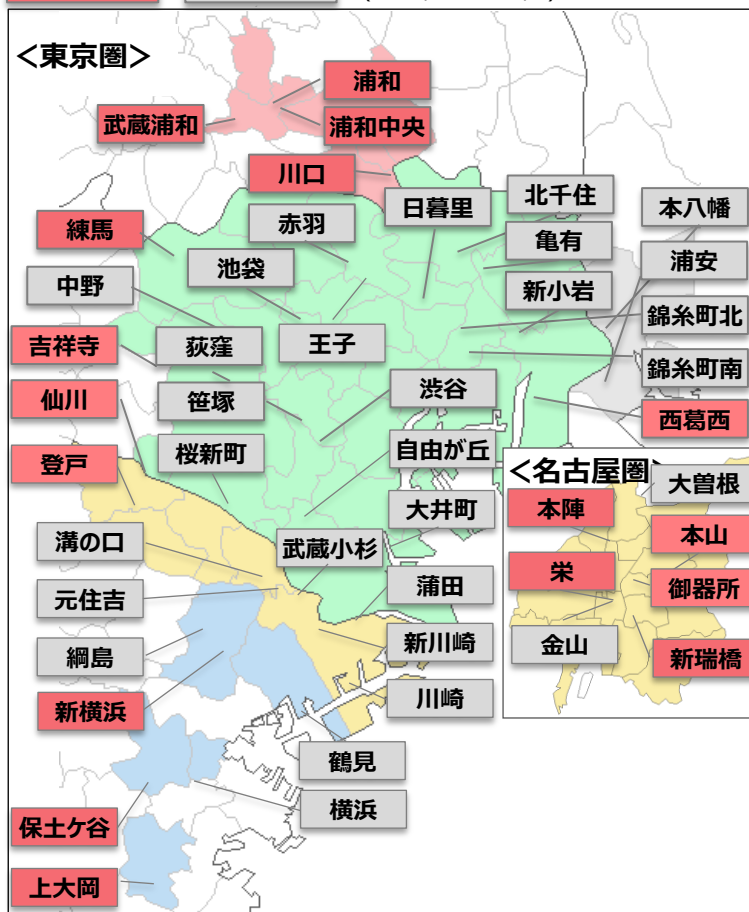 <東京圏>
浦和
武蔵浦和
浦和中央
川口
日暮里
北千住
本八幡
赤羽
練馬
亀有
池袋
浦安
中野
新小岩
錦糸町北
吉祥寺
荻窪
王子
錦糸町南
仙川
笹塚
渋谷
西葛西
登戸
桜新町
自由が丘
<名古屋圏>
大曽根
大井町
本陣
溝の口
武蔵小杉
本山
栄
御器所
元住吉
蒲田
綱島
新川崎
金山
新瑞橋
新横浜
川崎
鶴見
横浜
保土ケ谷
上大岡